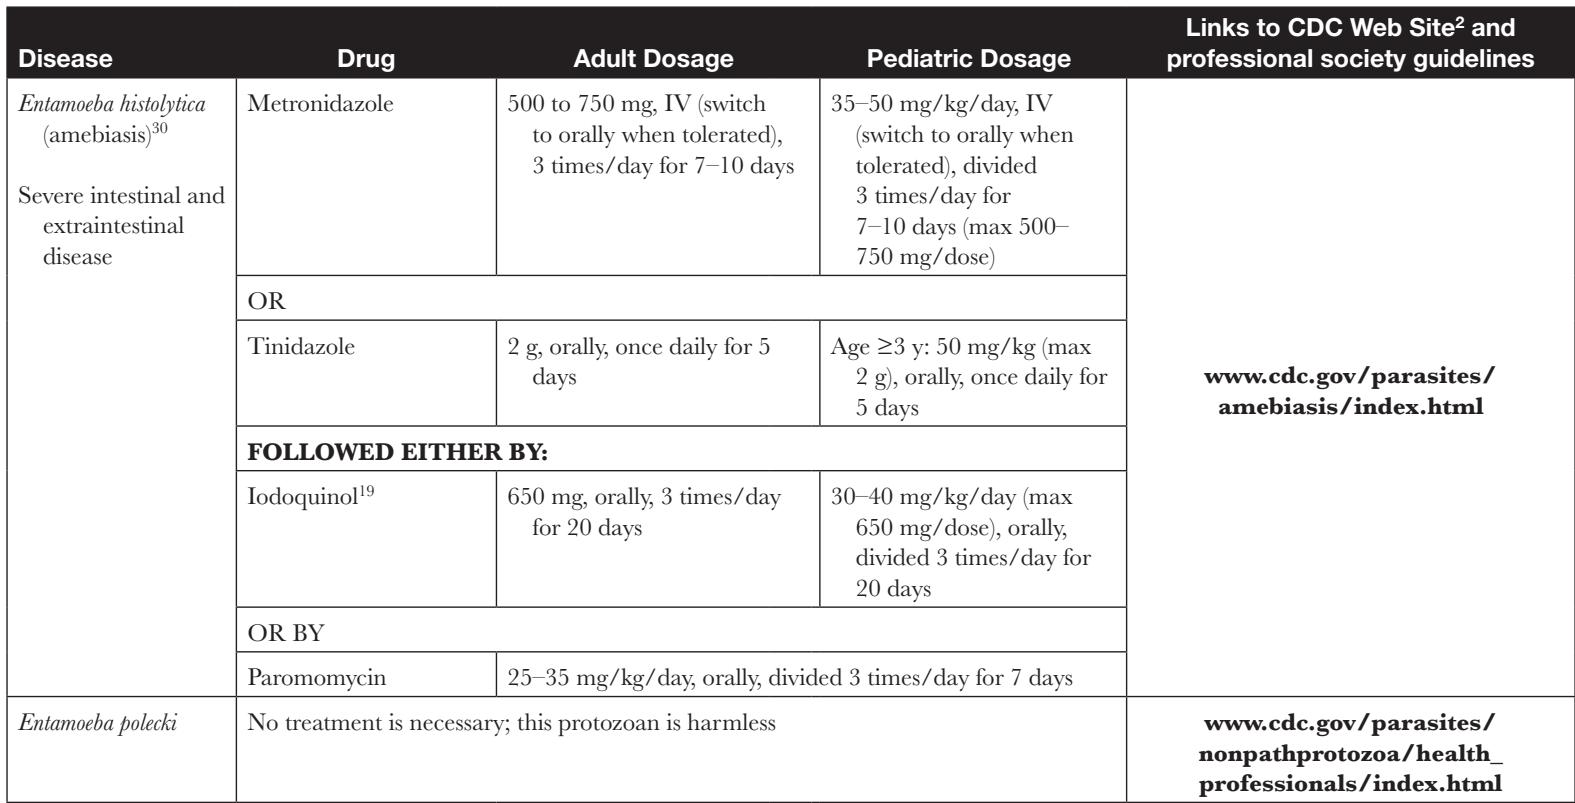 Disease
Drug
Adult Dosage
Pediatric Dosage
Links to CDC Web Site² and
professional society guidelines
Entamoeba histolytica
(amebiasis)³⁰
Severe intestinal and
extraintestinal
disease
Metronidazole
500 to 750 mg, IV (switch
to orally when tolerated),
3 times/day for 7–10 days
35–50 mg/kg/day, IV
(switch to orally when
tolerated), divided
3 times/day for
7–10 days (max 500–
750 mg/dose)
OR
Tinidazole
2 g, orally, once daily for 5
days
Age ≥3 y: 50 mg/kg (max
2 g), orally, once daily for
5 days
FOLLOWED EITHER BY:
Iodoquinol¹⁹
650 mg, orally, 3 times/day
for 20 days
30–40 mg/kg/day (max
650 mg/dose), orally,
divided 3 times/day for
20 days
OR BY
Paromomycin
25–35 mg/kg/day, orally, divided 3 times/day for 7 days
www.cdc.gov/parasites/
amebiasis/index.html
Entamoeba polecki
No treatment is necessary; this protozoan is harmless
www.cdc.gov/parasites/
nonpathprotozoa/health_
professionals/index.html